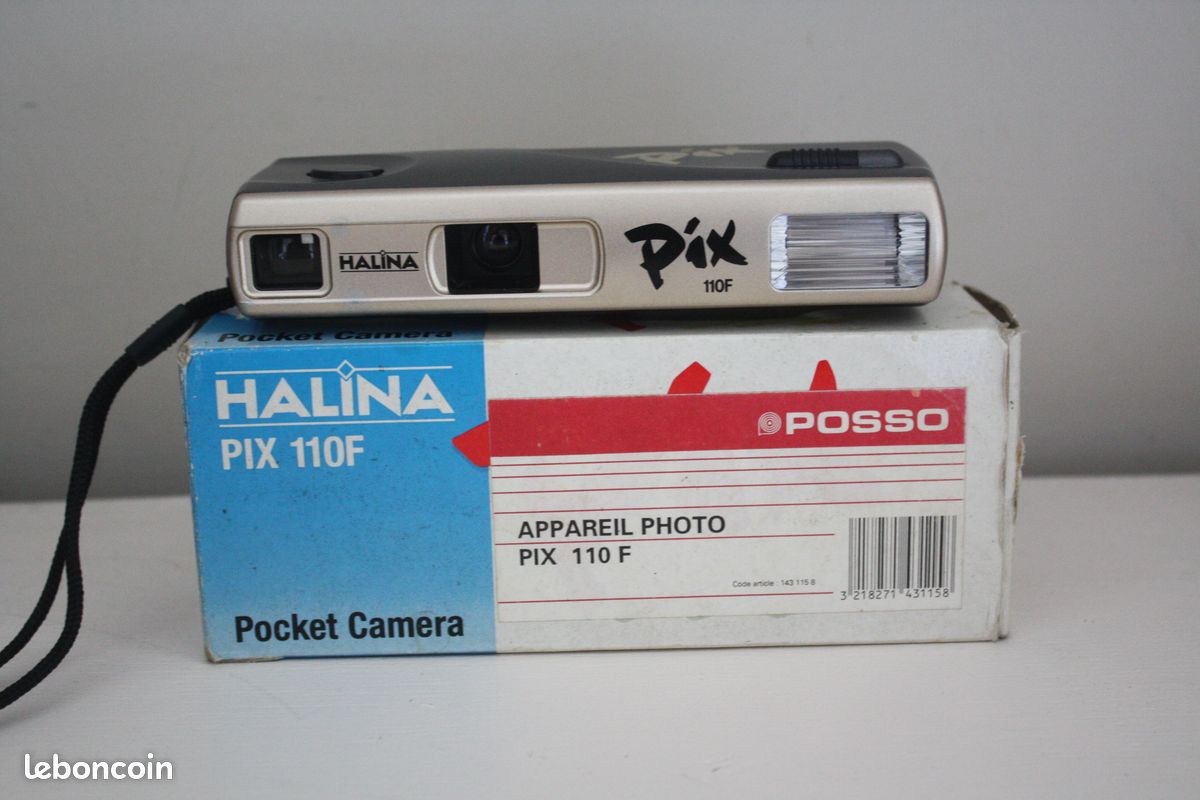 Pix
HALINA
Pix
110F
Pocket Camera
HALINA
PIX 110F
POSSO
APPAREIL PHOTO
PIX 110 F
Code article : 143 115 8
3 218271 431158
Pocket Camera
leboncoin